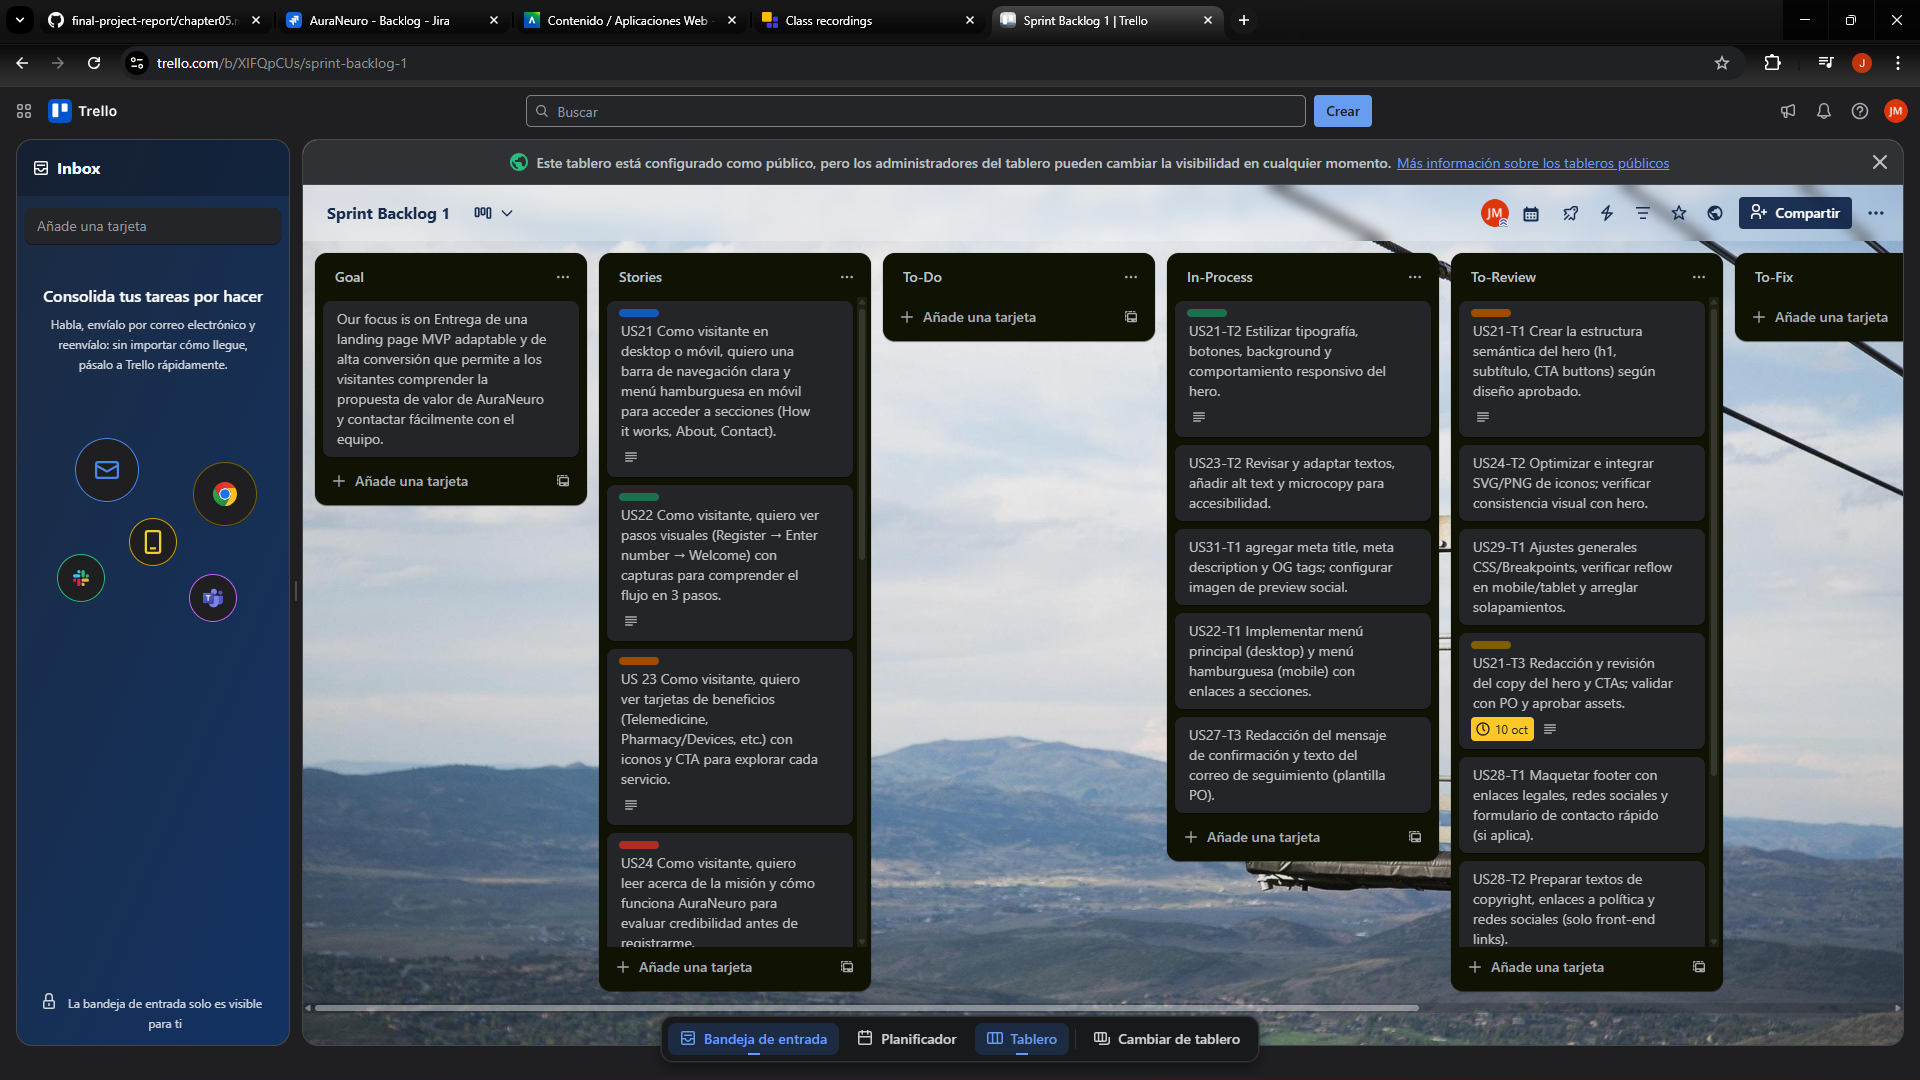 final-project-report/chapter05.n
AuraNeuro - Backlog - Jira
Contenido / Aplicaciones Web
Class recordings
Sprint Backlog 1 | Trello
trello.com/b/XIFQpCUs/sprint-backlog-1
J
Trello
Buscar
Crear
JM
Inbox
Añade una tarjeta
Consolida tus tareas por hacer
Habla, envíalo por correo electrónico y
reenvíalo: sin importar cómo llegue,
pásalo a Trello rápidamente.
La bandeja de entrada solo es visible
para ti
Este tablero está configurado como público, pero los administradores del tablero pueden cambiar la visibilidad en cualquier momento. Más información sobre los tableros públicos
Sprint Backlog 1
JM
Compartir
Goal
Our focus is on Entrega de una
landing page MVP adaptable y de
alta conversión que permite a los
visitantes comprender la
propuesta de valor de AuraNeuro
y contactar fácilmente con el
equipo.
Añade una tarjeta
Stories
US21 Como visitante en
desktop o móvil, quiero una
barra de navegación clara y
menú hamburguesa en móvil
para acceder a secciones (How
it works, About, Contact).
US22 Como visitante, quiero ver
pasos visuales (Register → Enter
number → Welcome) con
capturas para comprender el
flujo en 3 pasos.
US 23 Como visitante, quiero
ver tarjetas de beneficios
(Telemedicine,
Pharmacy/Devices, etc.) con
iconos y CTA para explorar cada
servicio.
US24 Como visitante, quiero
leer acerca de la misión y cómo
funciona AuraNeuro para
evaluar credibilidad antes de
registrarme.
Añade una tarjeta
To-Do
Añade una tarjeta
In-Process
US21-T2 Estilizar tipografía,
botones, background y
comportamiento responsivo del
hero.
US23-T2 Revisar y adaptar textos,
añadir alt text y microcopy para
accesibilidad.
US31-T1 agregar meta title, meta
description y OG tags; configurar
imagen de preview social.
US22-T1 Implementar menú
principal (desktop) y menú
hamburguesa (mobile) con
enlaces a secciones.
US27-T3 Redacción del mensaje
de confirmación y texto del
correo de seguimiento (plantilla
PO).
Añade una tarjeta
To-Review
US21-T1 Crear la estructura
semántica del hero (h1,
subtítulo, CTA buttons) según
diseño aprobado.
US24-T2 Optimizar e integrar
SVG/PNG de iconos; verificar
consistencia visual con hero.
US29-T1 Ajustes generales
CSS/Breakpoints, verificar reflow
en mobile/tablet y arreglar
solapamientos.
US21-T3 Redacción y revisión
del copy del hero y CTAs; validar
con PO y aprobar assets.
10 oct
US28-T1 Maquetar footer con
enlaces legales, redes sociales y
formulario de contacto rápido
(si aplica).
US28-T2 Preparar textos de
copyright, enlaces a política y
redes sociales (solo front-end
links).
Añade una tarjeta
To-Fix
Añade una tarjeta
Bandeja de entrada
Planificador
Tablero
Cambiar de tablero